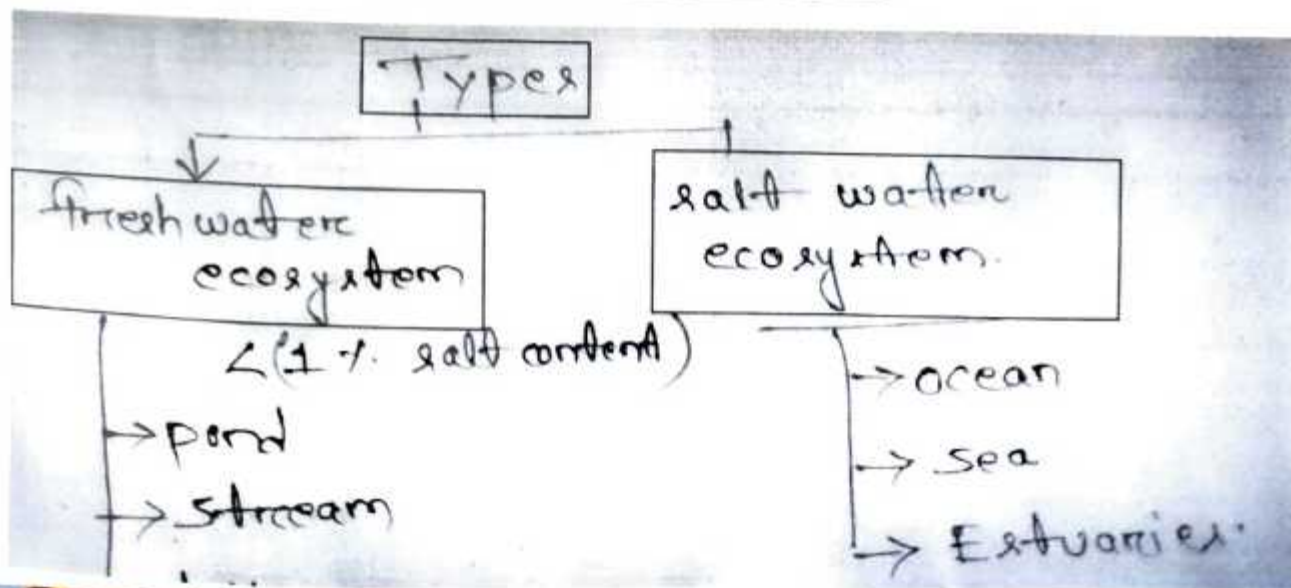 Types
freshwater
ecosystem
<(1 %. salt content)
→ pond
→ stream
salt water
ecosystem.
→ ocean
→ sea
→ Estuaries.